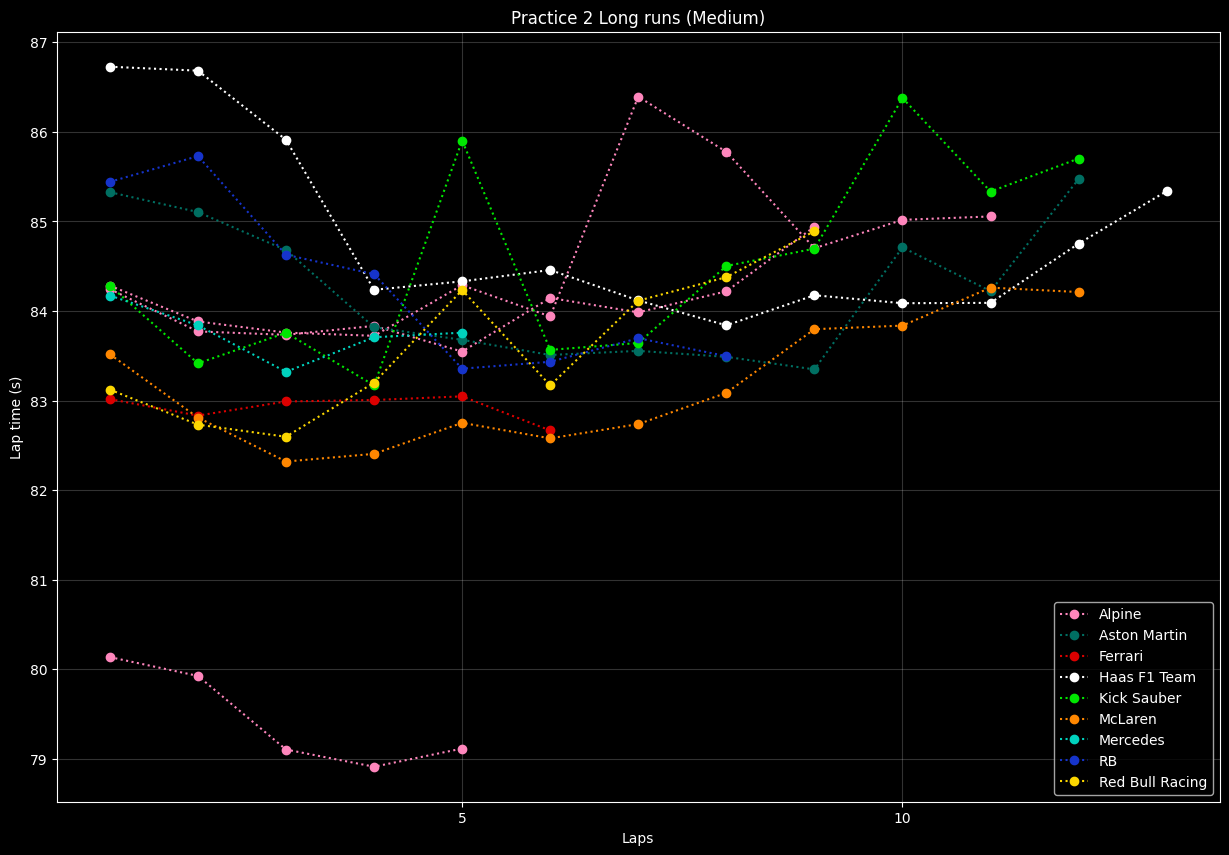 Practice 2 Long runs (Medium)
87
86
85
84
83
82
81
80
79
Lap time (s)
5
10
Laps
Alpine
Aston Martin
Ferrari
Haas F1 Team
Kick Sauber
McLaren
Mercedes
RB
Red Bull Racing